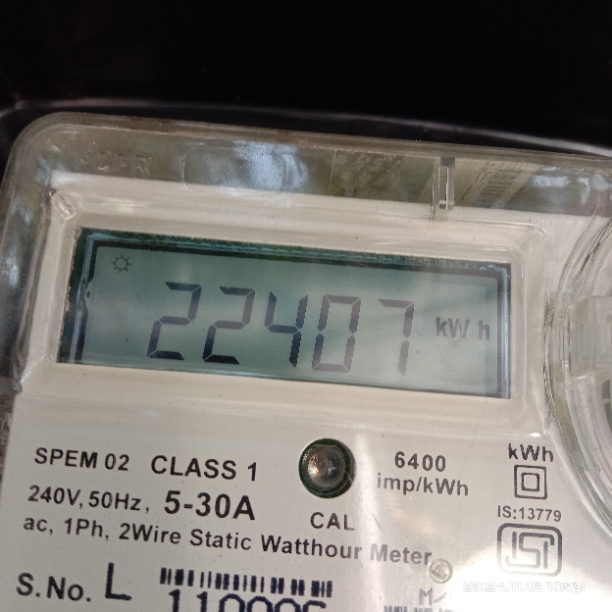 22407 kWh
SPEM 02 CLASS 1
6400 imp/kWh
kWh
240V, 50Hz, 5-30A
CAL
IS:13779
ac, 1Ph, 2Wire Static Watthour Meter
ISI
S.No. L